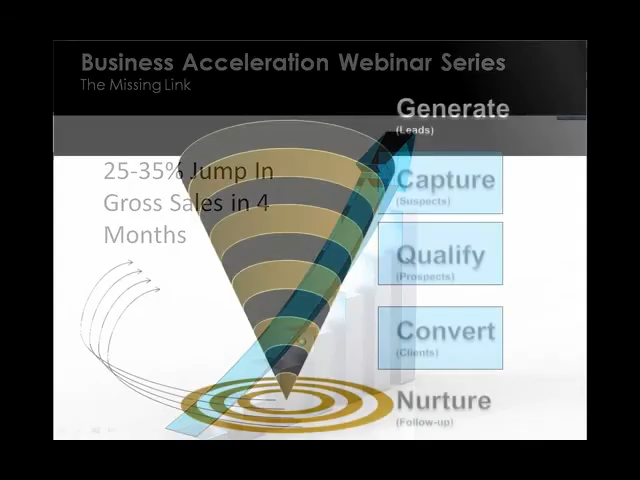 Business Acceleration Webinar Series
The Missing Link
25-35% Jump In
Gross Sales in 4
Months
Generate
(Leads)
Capture
(Suspects)
Qualify
(Prospects)
Convert
(Clients)
Nurture
(Follow-up)